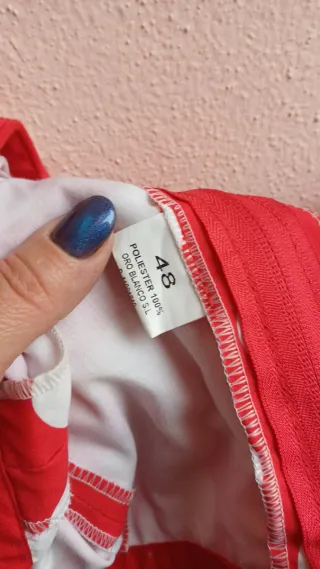 48
POLIESTER 100%
ORO BLANCO S L